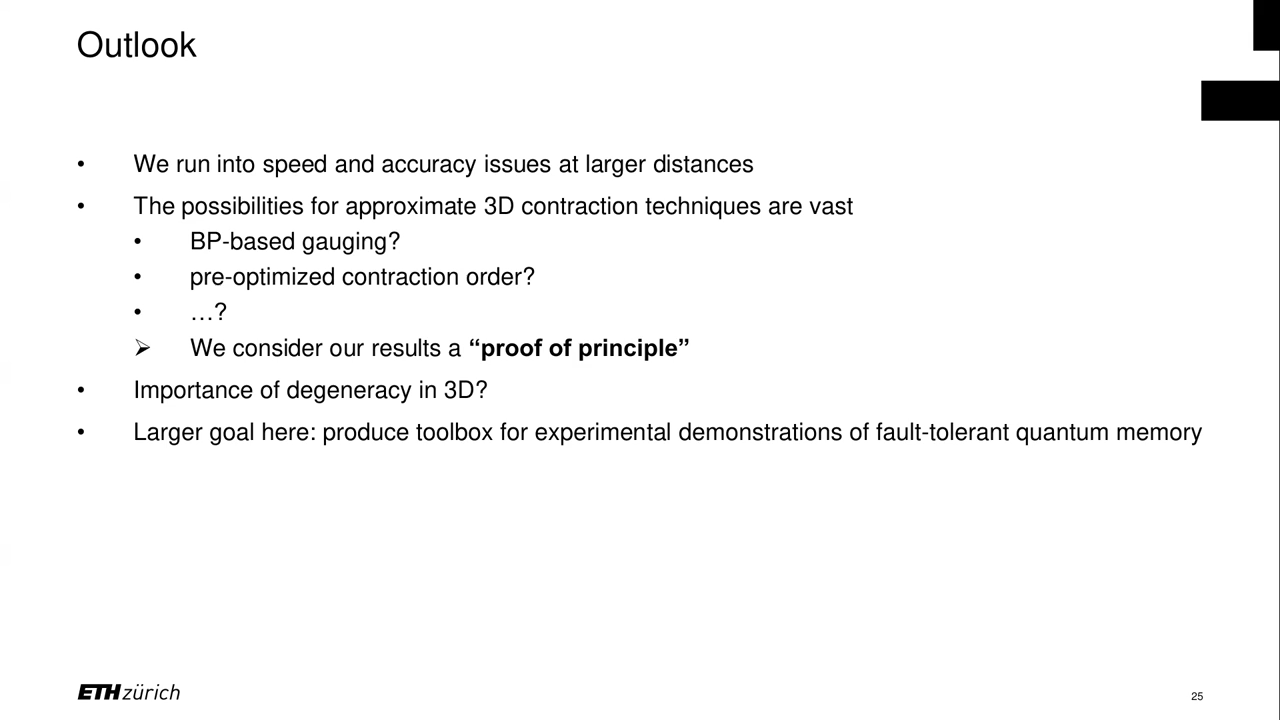 Outlook
• We run into speed and accuracy issues at larger distances
• The possibilities for approximate 3D contraction techniques are vast
• BP-based gauging?
• pre-optimized contraction order?
• …?
➢ We consider our results a “proof of principle”
• Importance of degeneracy in 3D?
• Larger goal here: produce toolbox for experimental demonstrations of fault-tolerant quantum memory
ETH zürich
25